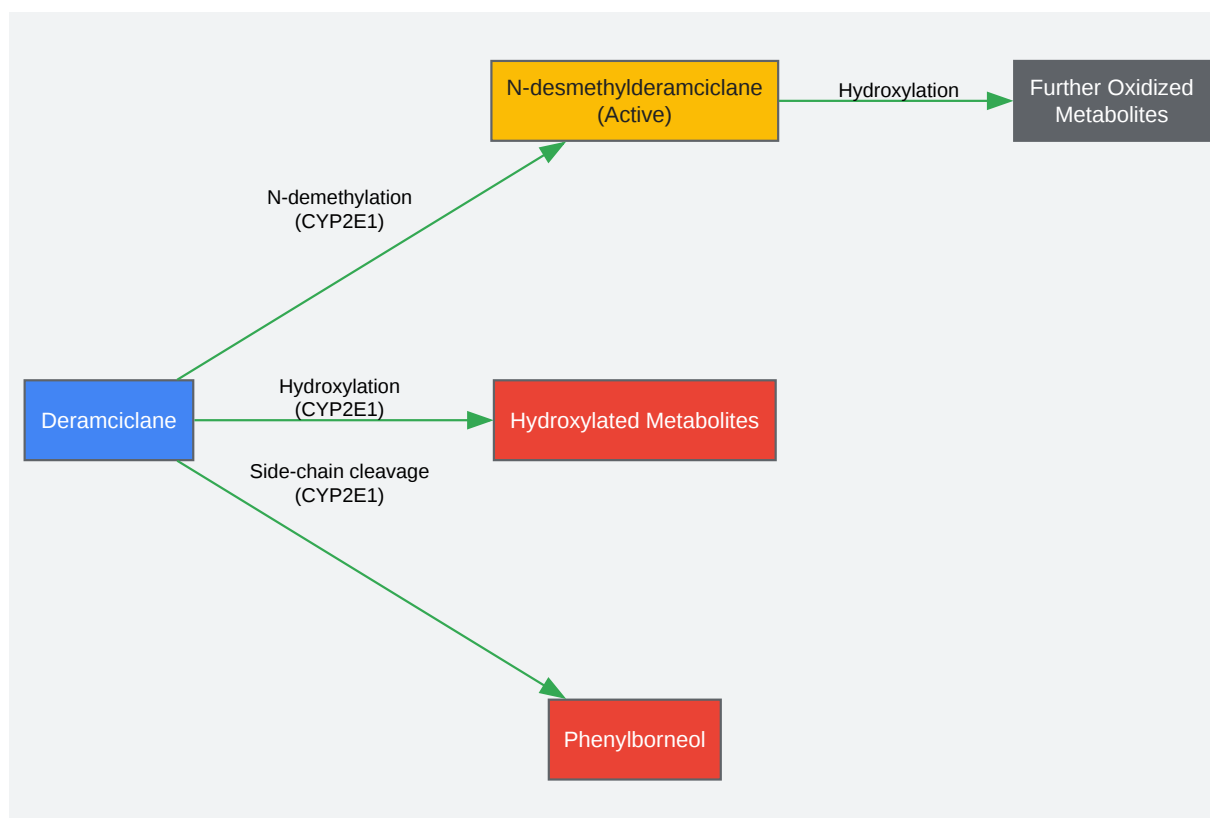 N-desmethylderamciclane
(Active)
Hydroxylation
Further Oxidized
Metabolites
N-demethylation
(CYP2E1)
Deramciclane
Hydroxylation
(CYP2E1)
Hydroxylated Metabolites
Side-chain cleavage
(CYP2E1)
Phenylborneol